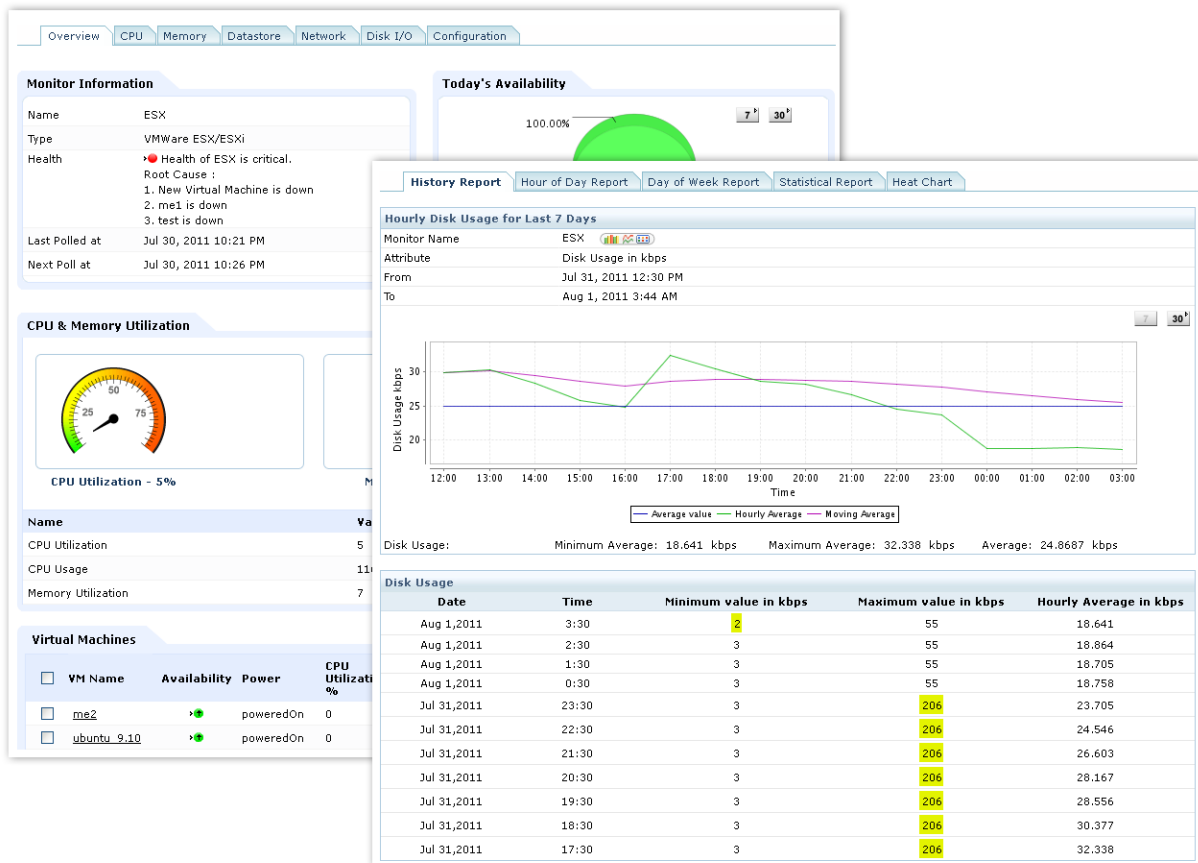 Overview CPU Memory Datastore Network Disk I/O Configuration
Monitor Information
Name ESX
Type VMWare ESX/ESXi
Health Health of ESX is critical.
Root Cause :
1. New Virtual Machine is down
2. me1 is down
3. test is down
Last Polled at Jul 30, 2011 10:21 PM
Next Poll at Jul 30, 2011 10:26 PM
Today's Availability
7 30
100.00%
CPU & Memory Utilization
25 50 75
CPU Utilization - 5%
Name
CPU Utilization 5
CPU Usage
Memory Utilization 7
Virtual Machines
VM Name Availability Power CPU
%
me2 poweredOn 0
ubuntu_9.10 poweredOn 0
History Report Hour of Day Report Day of Week Report Statistical Report Heat Chart
Hourly Disk Usage for Last 7 Days
Monitor Name ESX
Attribute Disk Usage in kbps
From Jul 31, 2011 12:30 PM
To Aug 1, 2011 3:44 AM
7 30
Disk Usage kbps
30
25
20
12:00 13:00 14:00 15:00 16:00 17:00 18:00 19:00 20:00 21:00 22:00 23:00 00:00 01:00 02:00 03:00
Time
Average value Hourly Average Moving Average
Disk Usage: Minimum Average: 18.641 kbps Maximum Average: 32.338 kbps Average: 24.8687 kbps
Disk Usage
Date Time Minimum value in kbps Maximum value in kbps Hourly Average in kbps
Aug 1,2011 3:30 2 55 18.641
Aug 1,2011 2:30 3 55 18.864
Aug 1,2011 1:30 3 55 18.705
Aug 1,2011 0:30 3 55 18.758
Jul 31,2011 23:30 3 206 23.705
Jul 31,2011 22:30 3 206 24.546
Jul 31,2011 21:30 3 206 26.603
Jul 31,2011 20:30 3 206 28.167
Jul 31,2011 19:30 3 206 28.556
Jul 31,2011 18:30 3 206 30.377
Jul 31,2011 17:30 3 206 32.338